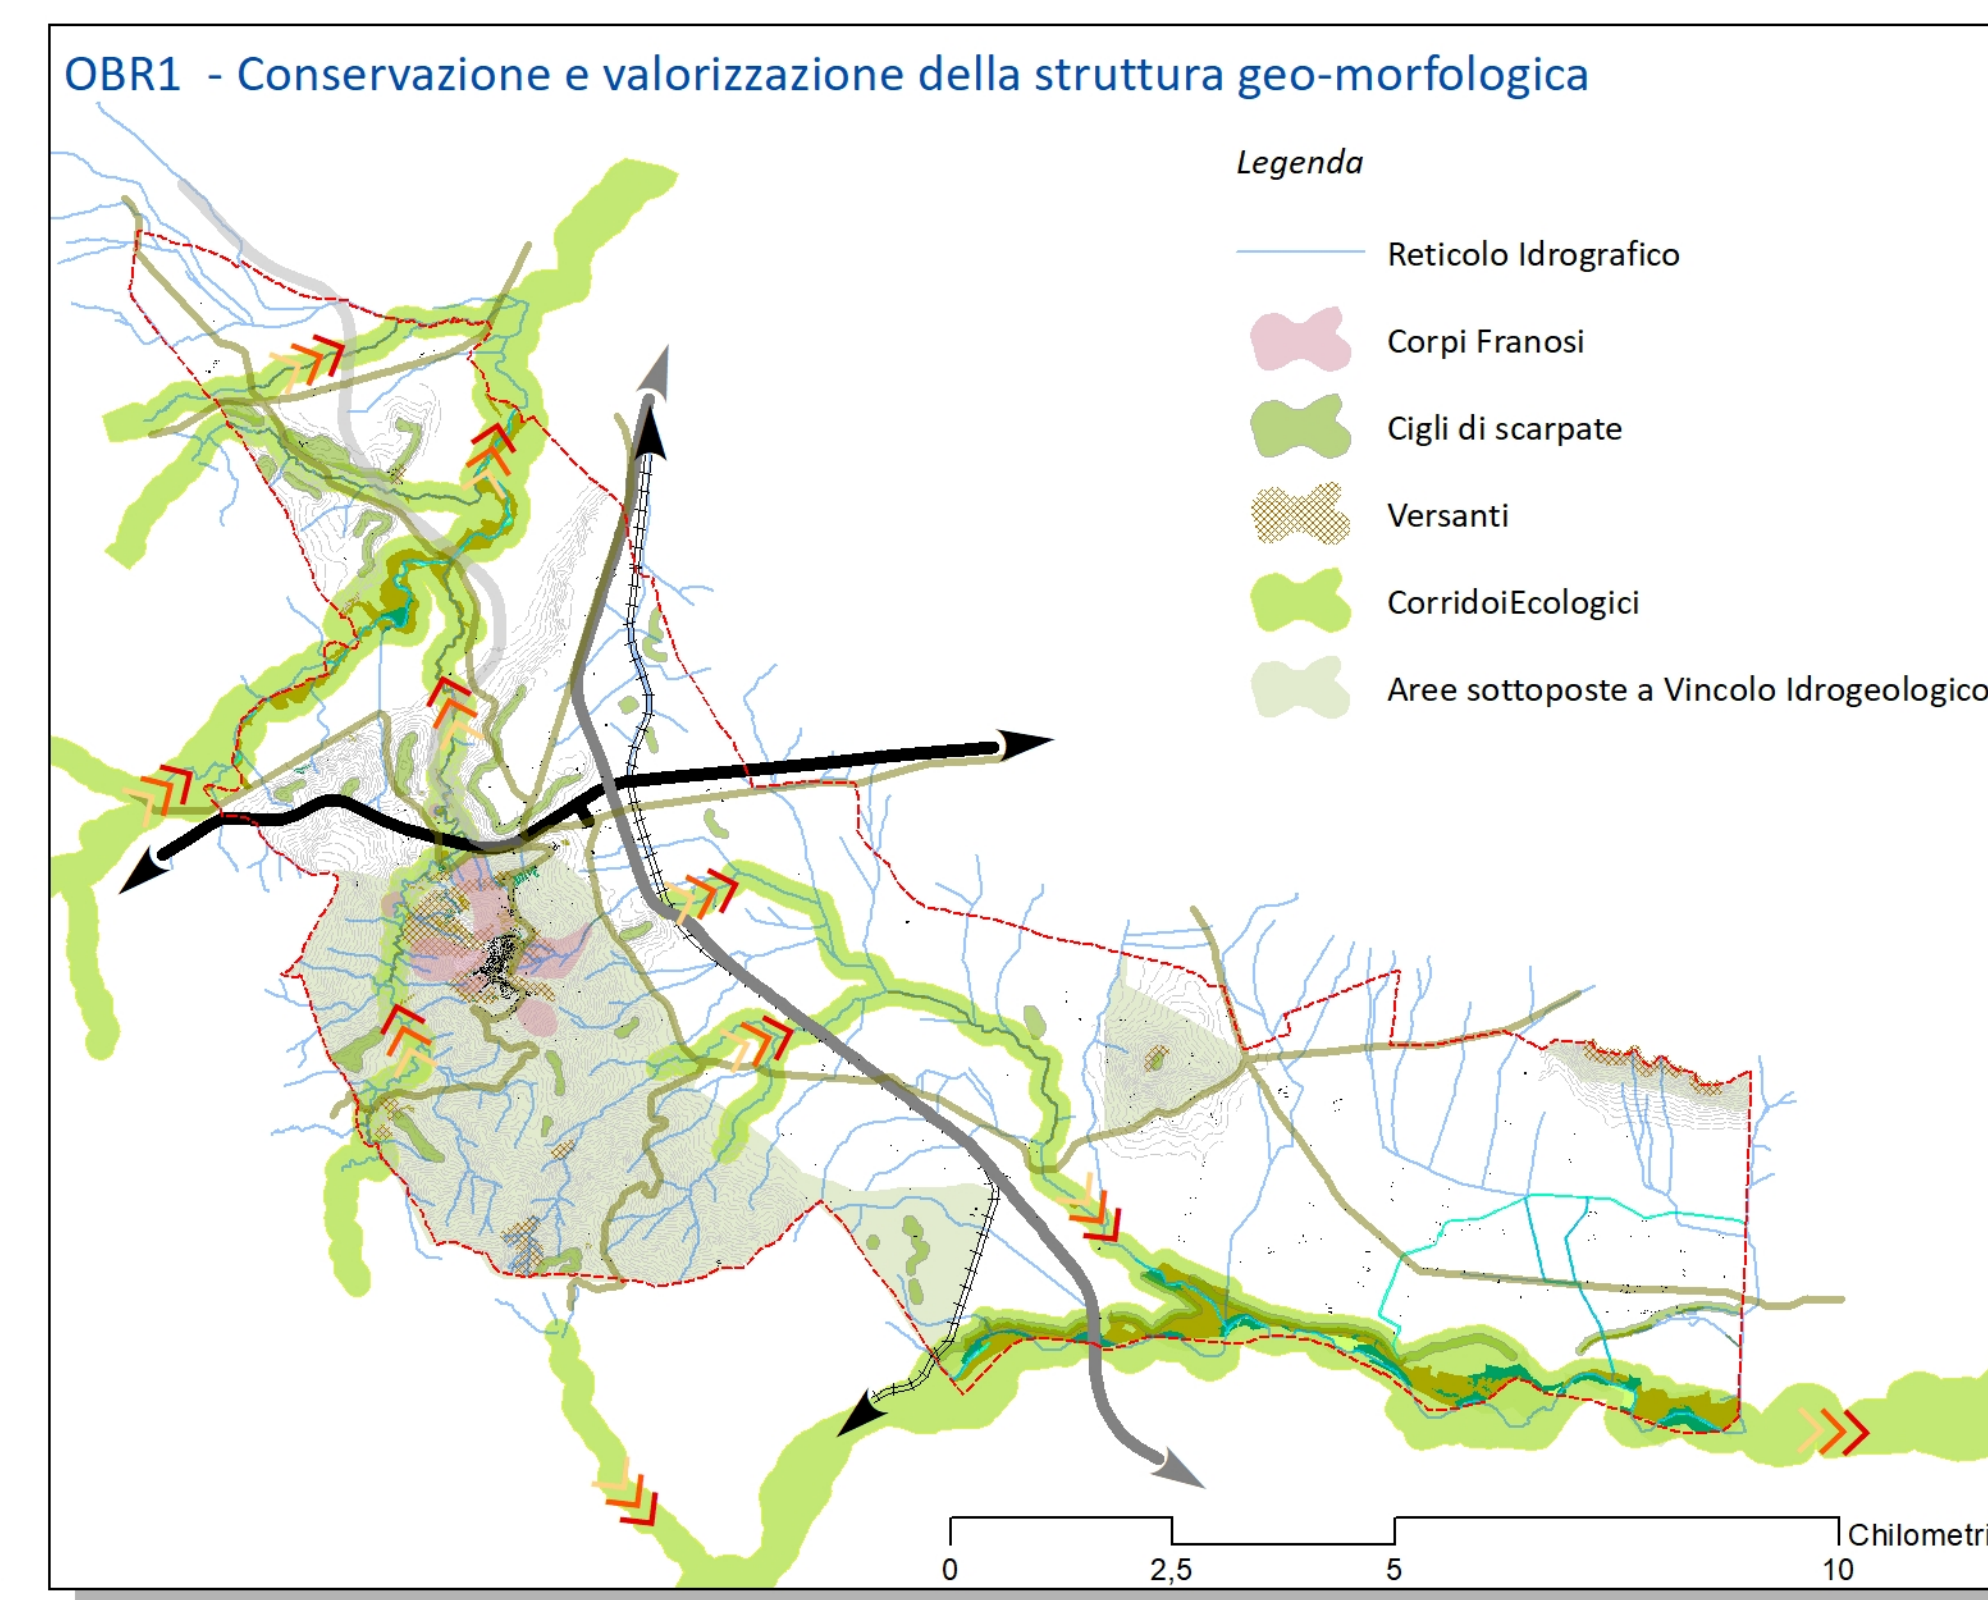 OBR1 - Conservazione e valorizzazione della struttura geo-morfologica
Legenda
Reticolo Idrografico
Corpi Franosi
Cigli di scarpate
Versanti
CorridoiEcologici
Aree sottoposte a Vincolo Idrogeologico
Chilometri
0 2,5 5 10